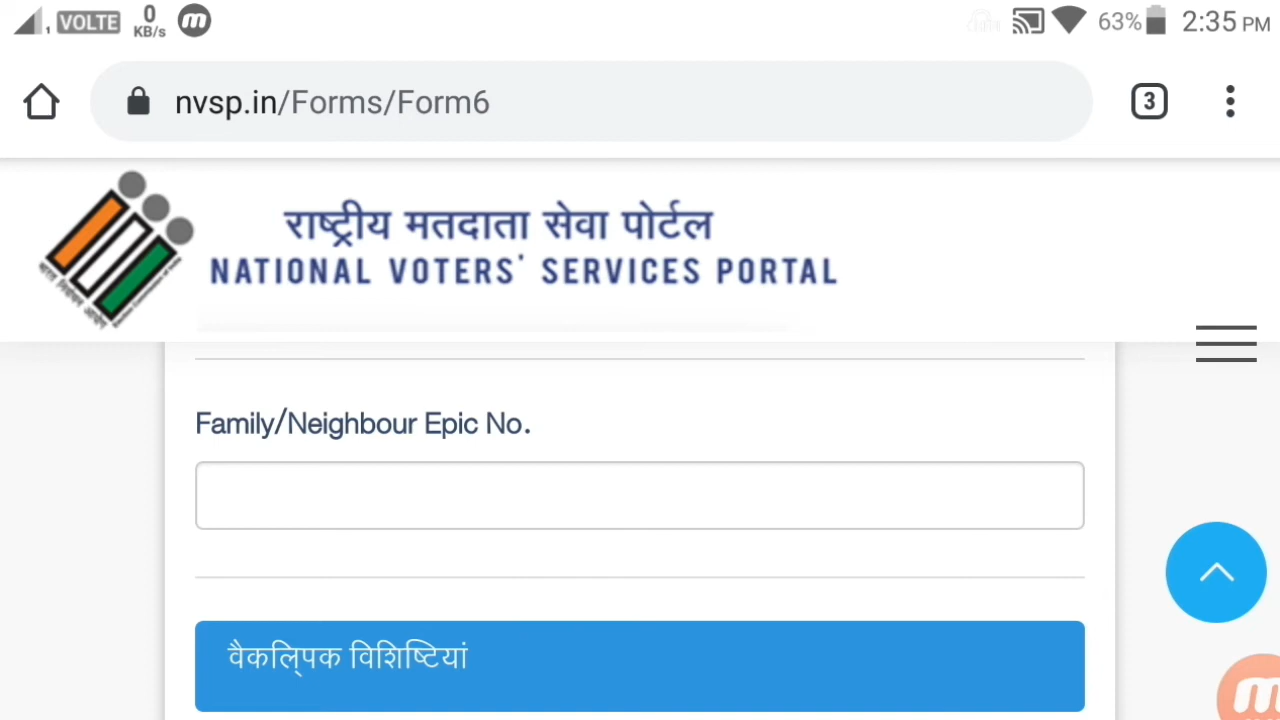 VOLTE 0 KB/s m 63% 2:35 PM
nvsp.in/Forms/Form6 3
राष्ट्रीय मतदाता सेवा पोर्टल
NATIONAL VOTERS' SERVICES PORTAL
Family/Neighbour Epic No.
वैकल्पिक विशिष्टियां